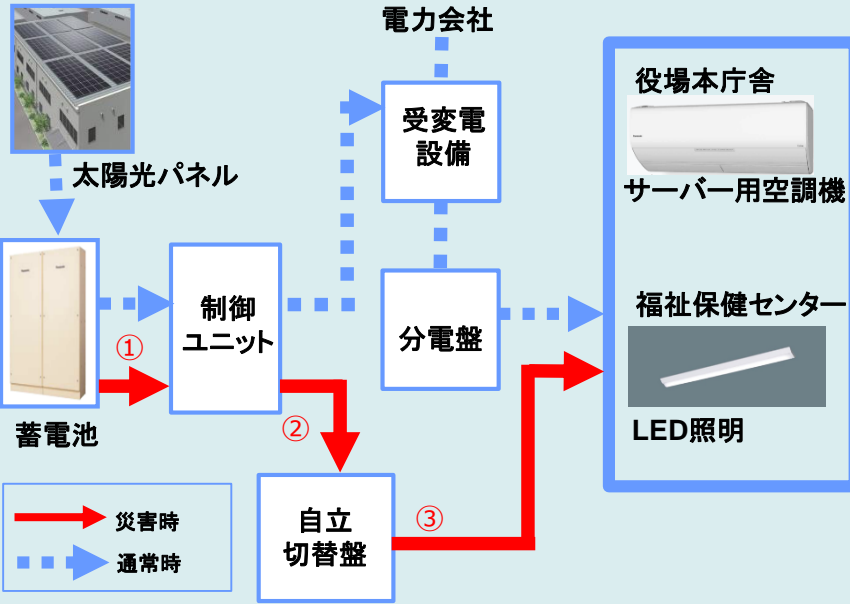 電力会社
太陽光パネル
受変電
設備
役場本庁舎
サーバー用空調機
制御
ユニット
分電盤
福祉保健センター
LED照明
蓄電池
①
②
③
自立
切替盤
災害時
通常時